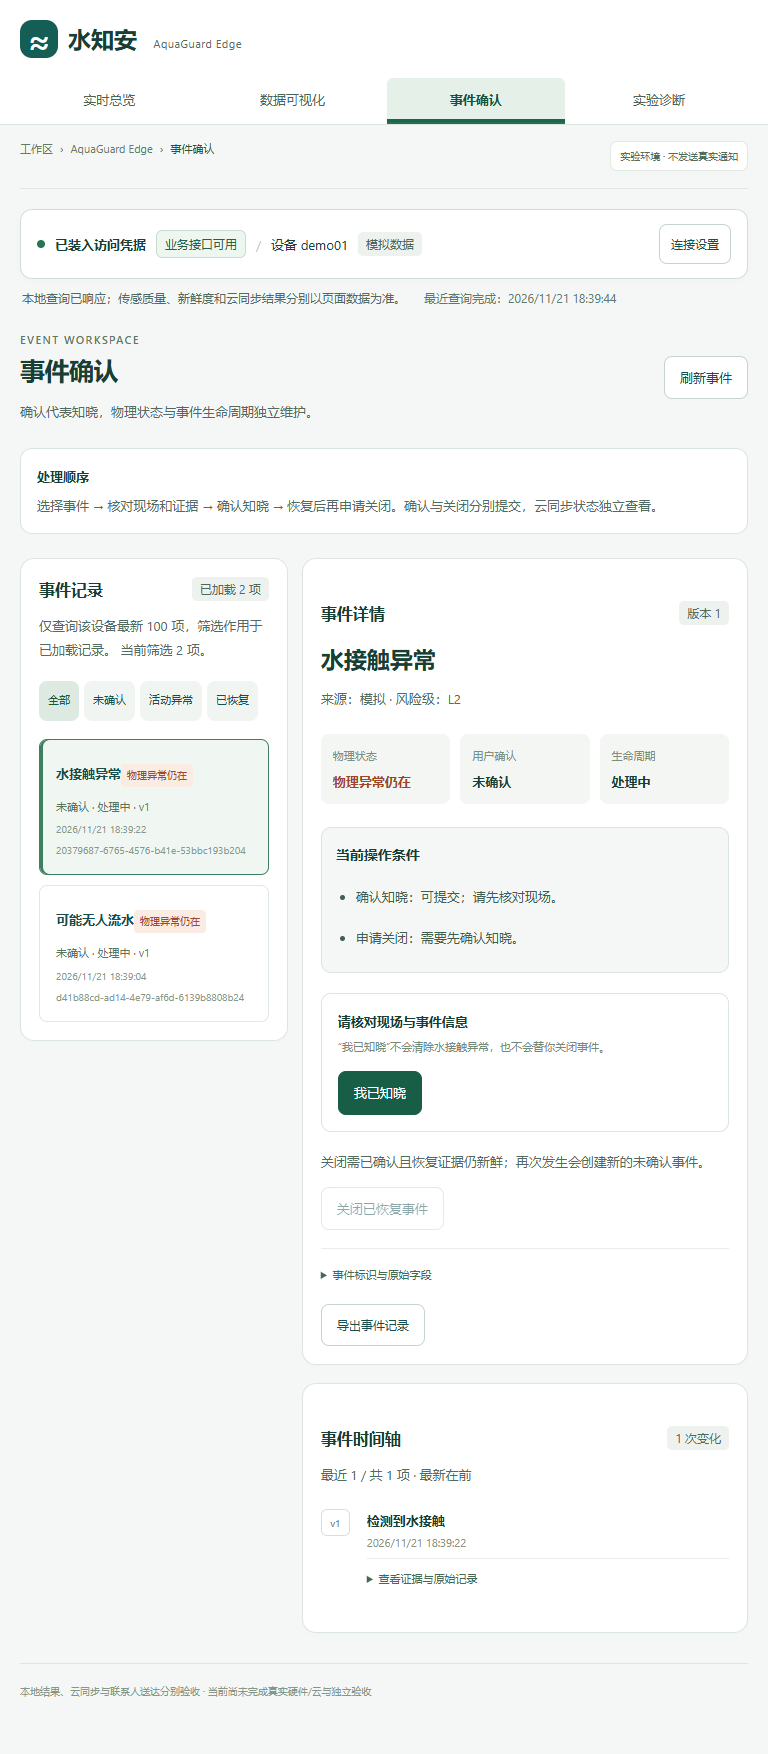 水知安 AquaGuard Edge
实时总览 数据可视化 事件确认 实验诊断
工作区 › AquaGuard Edge › 事件确认
实验环境 · 不发送真实通知
已装入访问凭据 业务接口可用 / 设备 demo01 模拟数据
连接设置
本地查询已响应；传感质量、新鲜度和云同步结果分别以页面数据为准。 最近查询完成：2026/11/21 18:39:44
EVENT WORKSPACE
事件确认
刷新事件
确认代表知晓，物理状态与事件生命周期独立维护。
处理顺序
选择事件 → 核对现场和证据 → 确认知晓 → 恢复后再申请关闭。确认与关闭分别提交，云同步状态独立查看。
事件记录 已加载 2 项
仅查询该设备最新 100 项，筛选作用于
已加载记录。 当前筛选 2 项。
全部 未确认 活动异常 已恢复
水接触异常 物理异常仍在
未确认 · 处理中 · v1
2026/11/21 18:39:22
20379687-6765-4576-b41e-53bbc193b204
可能无人流水 物理异常仍在
未确认 · 处理中 · v1
2026/11/21 18:39:04
d41b88cd-ad14-4e79-af6d-6139b8808b24
事件详情 版本 1
水接触异常
来源：模拟 · 风险级：L2
物理状态
物理异常仍在
用户确认
未确认
生命周期
处理中
当前操作条件
• 确认知晓：可提交；请先核对现场。
• 申请关闭：需要先确认知晓。
请核对现场与事件信息
“我已知晓”不会清除水接触异常，也不会替你关闭事件。
我已知晓
关闭需已确认且恢复证据仍新鲜；再次发生会创建新的未确认事件。
关闭已恢复事件
▶ 事件标识与原始字段
导出事件记录
事件时间轴 1 次变化
最近 1 / 共 1 项 · 最新在前
v1 检测到水接触
2026/11/21 18:39:22
▶ 查看证据与原始记录
本地结果、云同步与联系人送达分别验收 · 当前尚未完成真实硬件/云与独立验收